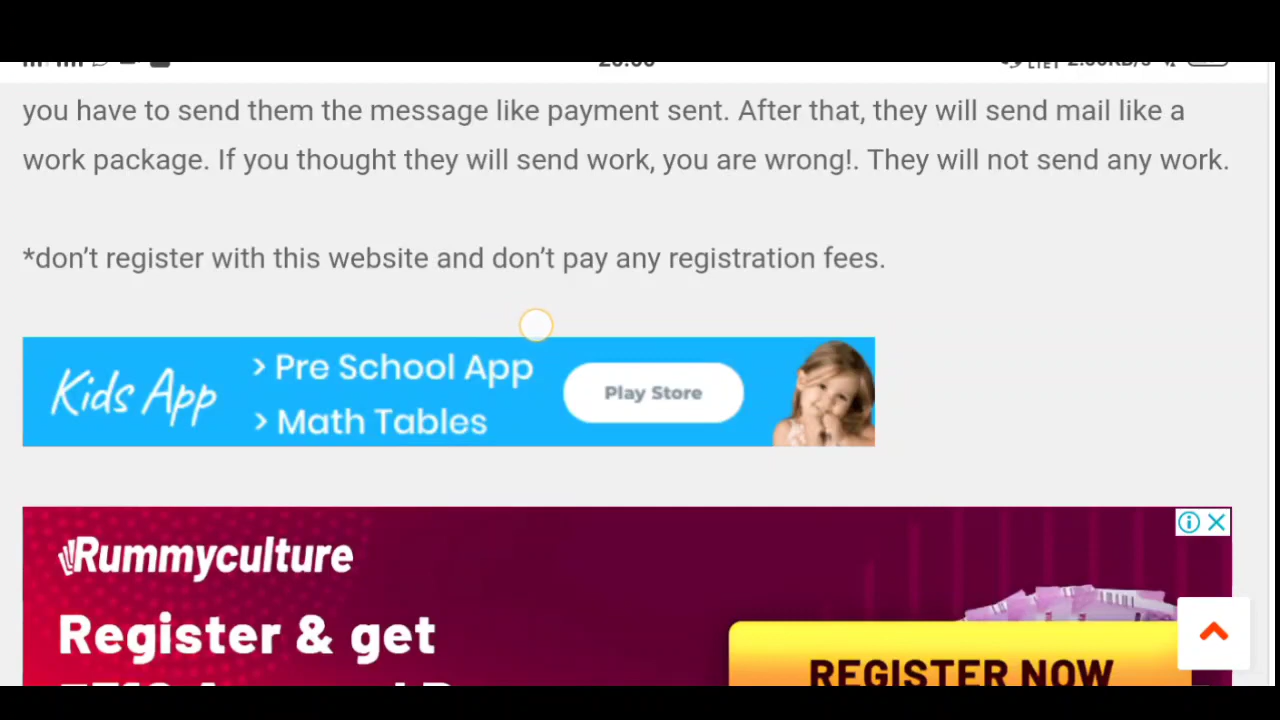 you have to send them the message like payment sent. After that, they will send mail like a
work package. If you thought they will send work, you are wrong!. They will not send any work.
*don’t register with this website and don’t pay any registration fees.
Kids App
> Pre School App
> Math Tables
Play Store
Rummyculture
Register & get
REGISTER NOW